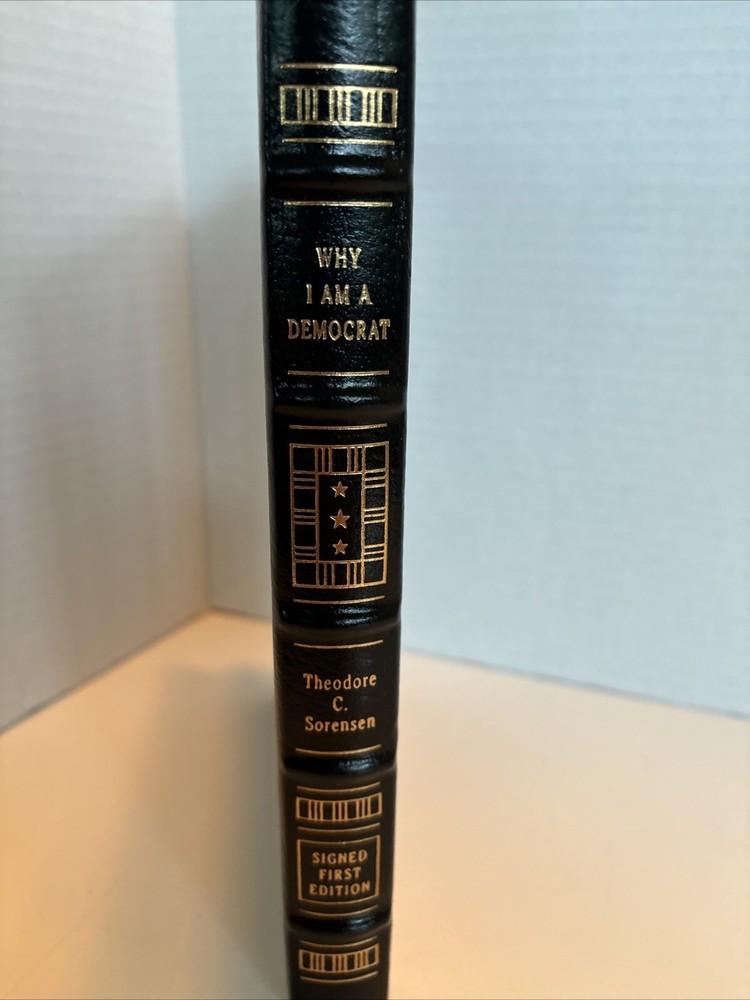 WHY
I AM A
DEMOCRAT
Theodore
C.
Sorensen
SIGNED
FIRST
EDITION